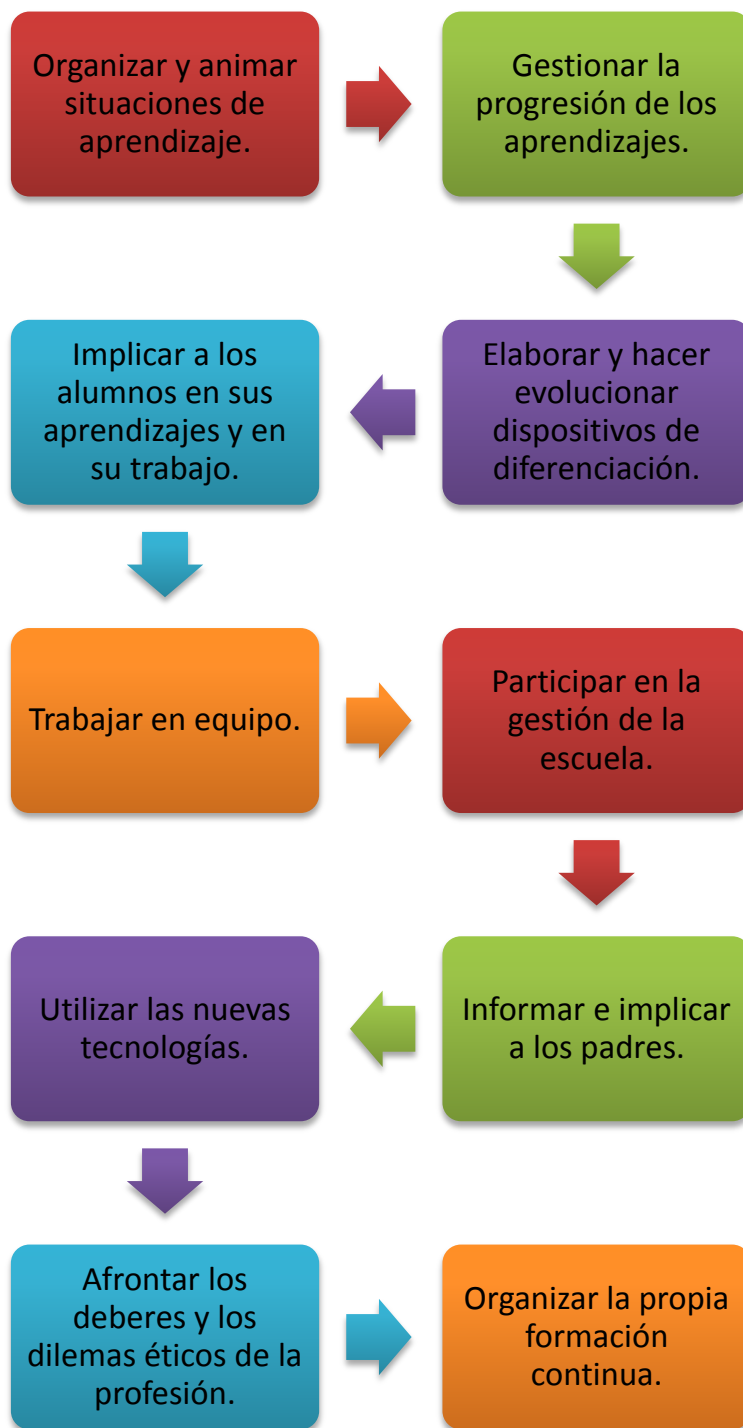 Organizar y animar
situaciones de
aprendizaje.
Gestionar la
progresión de los
aprendizajes.
Elaborar y hacer
evolucionar
dispositivos de
diferenciación.
Implicar a los
alumnos en sus
aprendizajes y en
su trabajo.
Trabajar en equipo.
Participar en la
gestión de la
escuela.
Informar e implicar
a los padres.
Utilizar las nuevas
tecnologías.
Afrontar los
deberes y los
dilemas éticos de la
profesión.
Organizar la propia
formación
continua.